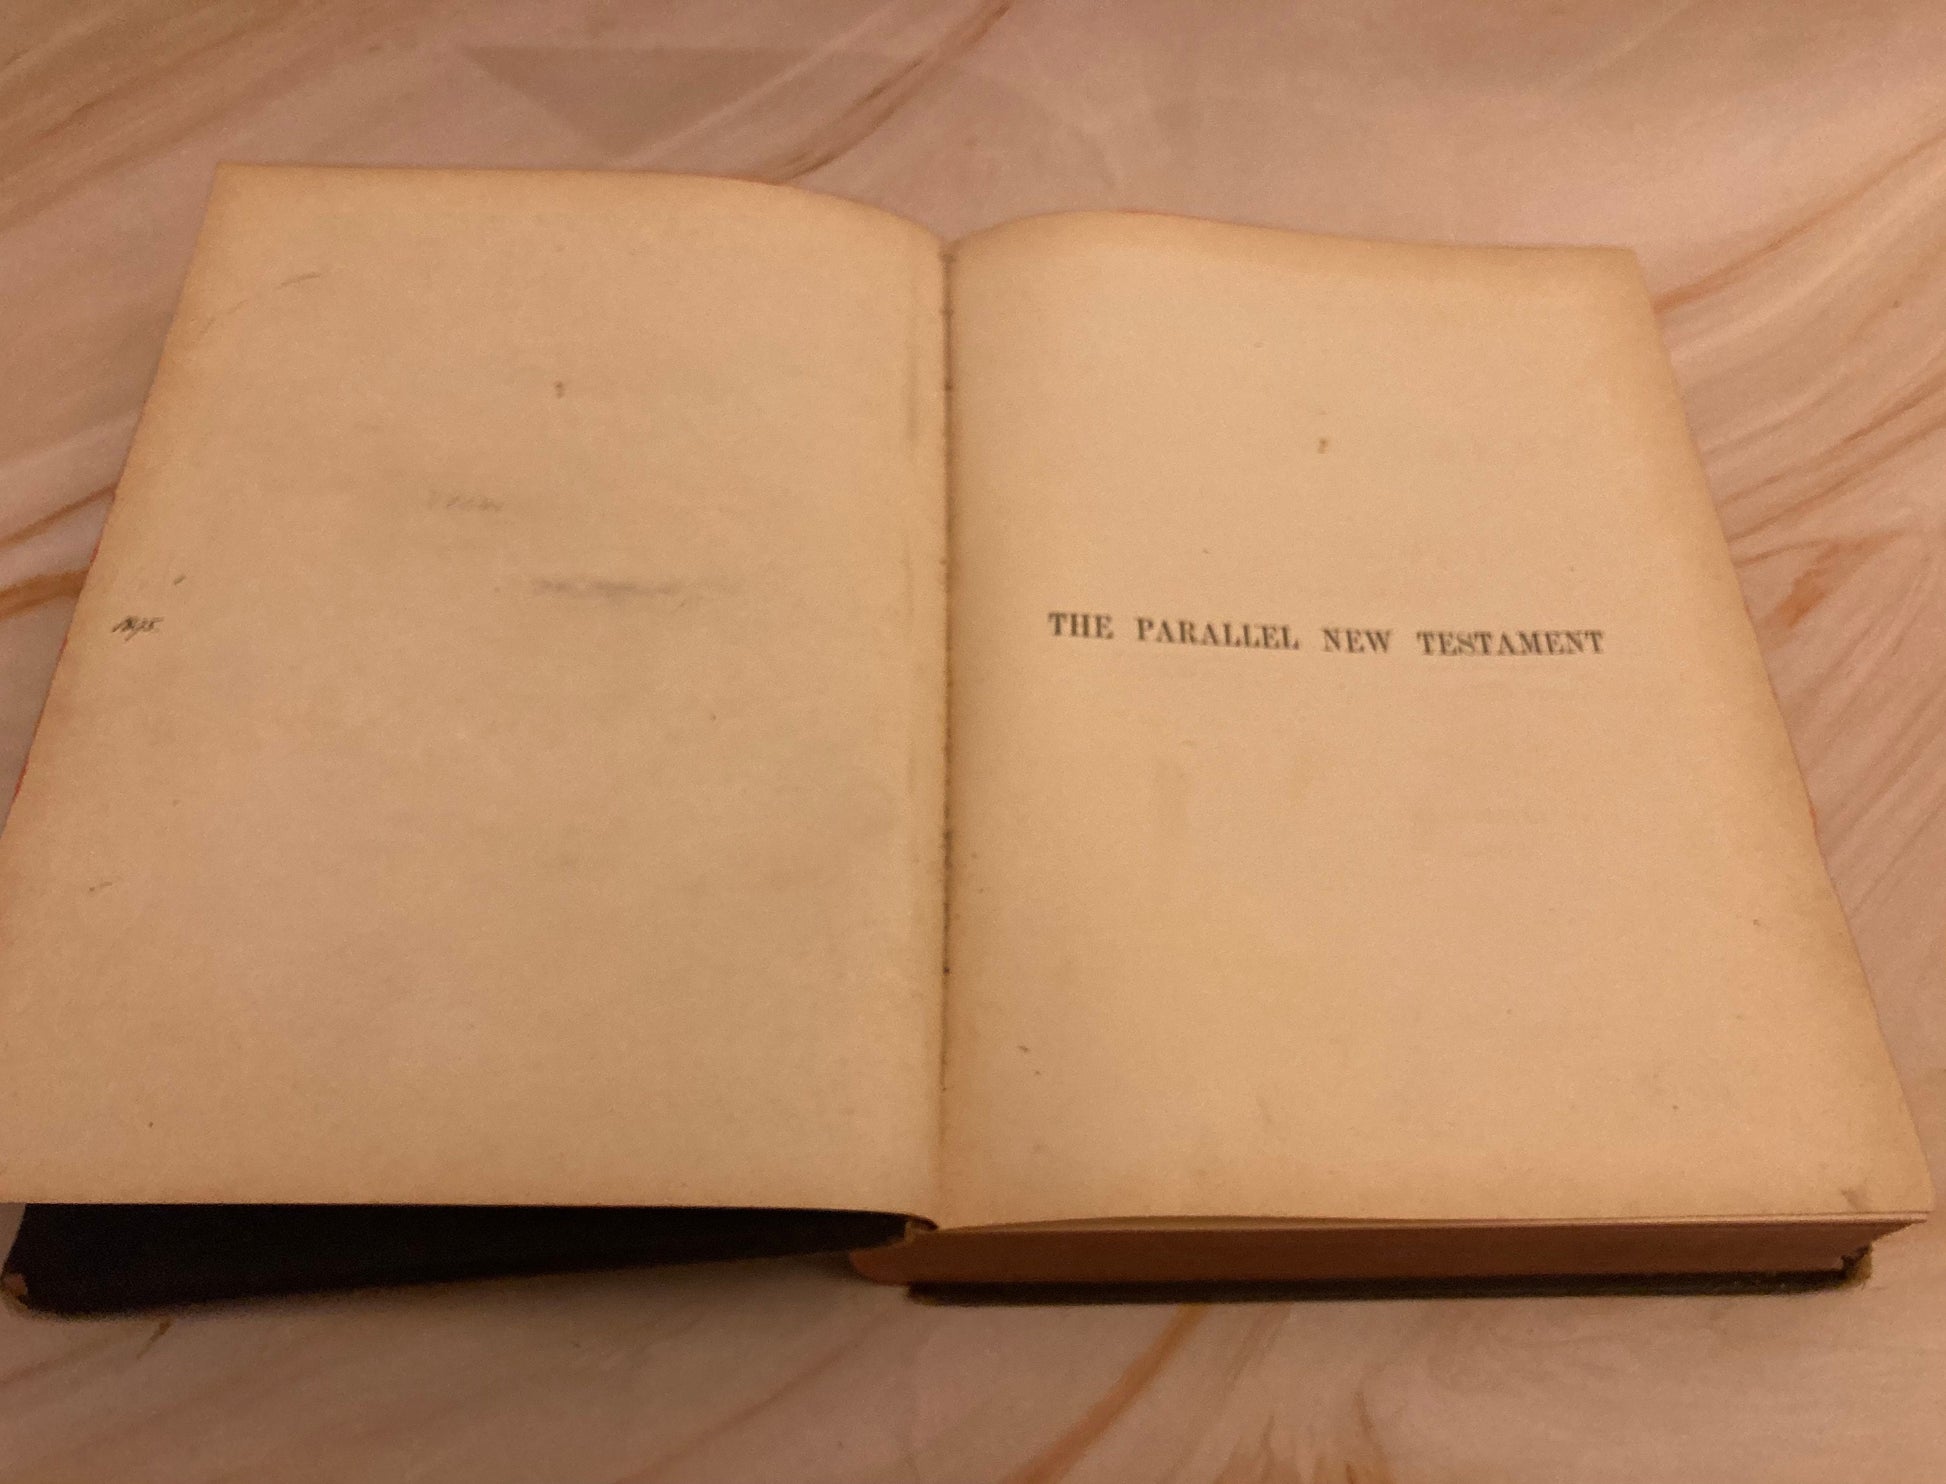 THE PARALLEL NEW TESTAMENT